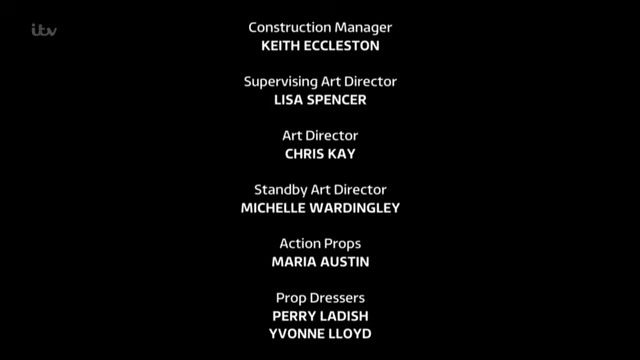 itv
Construction Manager
KEITH ECCLESTON
Supervising Art Director
LISA SPENCER
Art Director
CHRIS KAY
Standby Art Director
MICHELLE WARDINGLEY
Action Props
MARIA AUSTIN
Prop Dressers
PERRY LADISH
YVONNE LLOYD